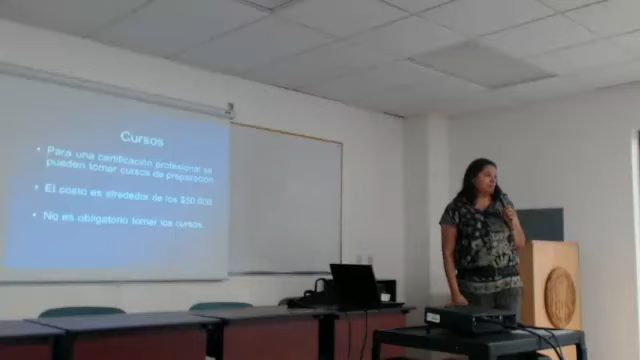 Cursos
• Para una certificación profesional se
pueden tomar cursos de preparación
• El costo es alrededor de los $50,000
• No es obligatorio tomar los cursos